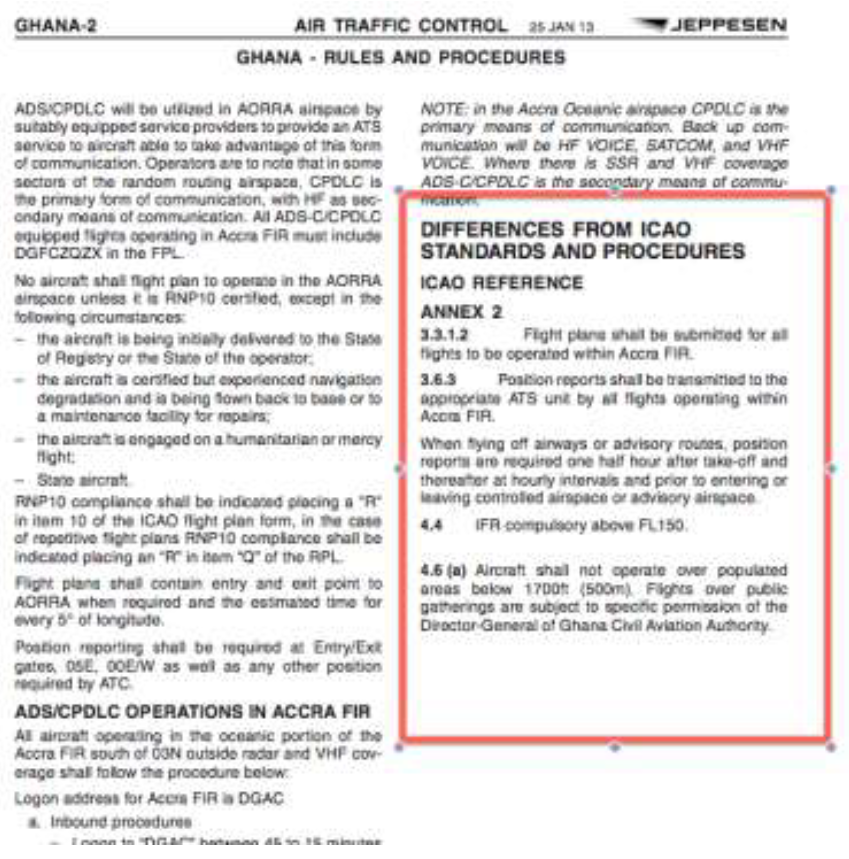 GHANA-2 AIR TRAFFIC CONTROL 25 JAN 13 JEPPESEN
GHANA - RULES AND PROCEDURES
ADS/CPDLC will be utilized in AORRA airspace by
suitably equipped service providers to provide an ATS
service to aircraft able to take advantage of this form
of communication. Operators are to note that in some
sectors of the random routing airspace, CPDLC is
the primary form of communication, with HF as sec-
ondary means of communication. All ADS-C/CPDLC
equipped flights operating in Accra FIR must include
DGFCZQZX in the FPL.
No aircraft shall flight plan to operate in the AORRA
airspace unless it is RNP10 certified, except in the
following circumstances:
– the aircraft is being initially delivered to the State
of Registry or the State of the operator;
– the aircraft is certified but experienced navigation
degradation and is being flown back to base or to
a maintenance facility for repairs;
– the aircraft is engaged on a humanitarian or mercy
flight;
– State aircraft.
RNP10 compliance shall be indicated placing a "R"
in item 10 of the ICAO flight plan form, in the case
of repetitive flight plans RNP10 compliance shall be
indicated placing an "R" in item "Q" of the RPL.
Flight plans shall contain entry and exit point to
AORRA when required and the estimated time for
every 5° of longitude.
Position reporting shall be required at Entry/Exit
gates, 05E, 00E/W as well as any other position
required by ATC.
ADS/CPDLC OPERATIONS IN ACCRA FIR
All aircraft operating in the oceanic portion of the
Accra FIR south of 03N outside radar and VHF cov-
erage shall follow the procedure below:
Logon address for Accra FIR is DGAC
a. Inbound procedures
– Logon to "DGAC" between 45 to 15 minutes
NOTE: in the Accra Oceanic airspace CPDLC is the
primary means of communication. Back up com-
munication will be HF VOICE, SATCOM, and VHF
VOICE. Where there is SSR and VHF coverage
ADS-C/CPDLC is the secondary means of commu-
nication.
DIFFERENCES FROM ICAO
STANDARDS AND PROCEDURES
ICAO REFERENCE
ANNEX 2
3.3.1.2 Flight plans shall be submitted for all
flights to be operated within Accra FIR.
3.6.3 Position reports shall be transmitted to the
appropriate ATS unit by all flights operating within
Accra FIR.
When flying off airways or advisory routes, position
reports are required one half hour after take-off and
thereafter at hourly intervals and prior to entering or
leaving controlled airspace or advisory airspace.
4.4 IFR compulsory above FL150.
4.6 (a) Aircraft shall not operate over populated
areas below 1700ft (500m). Flights over public
gatherings are subject to specific permission of the
Director-General of Ghana Civil Aviation Authority.